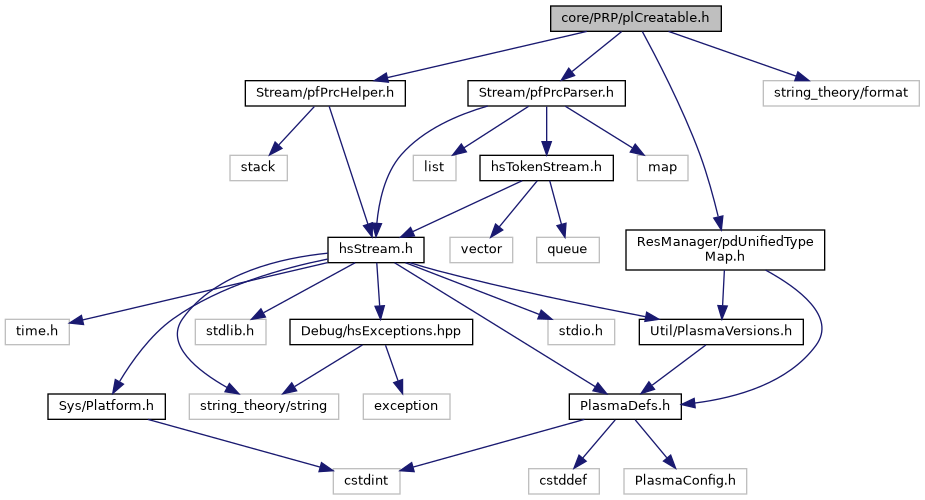 core/PRP/plCreatable.h
Stream/pfPrcHelper.h
Stream/pfPrcParser.h
string_theory/format
stack
list
hsTokenStream.h
map
hsStream.h
vector
queue
ResManager/pdUnifiedType
Map.h
time.h
stdlib.h
Debug/hsExceptions.hpp
stdio.h
Util/PlasmaVersions.h
Sys/Platform.h
string_theory/string
exception
PlasmaDefs.h
cstdint
cstddef
PlasmaConfig.h